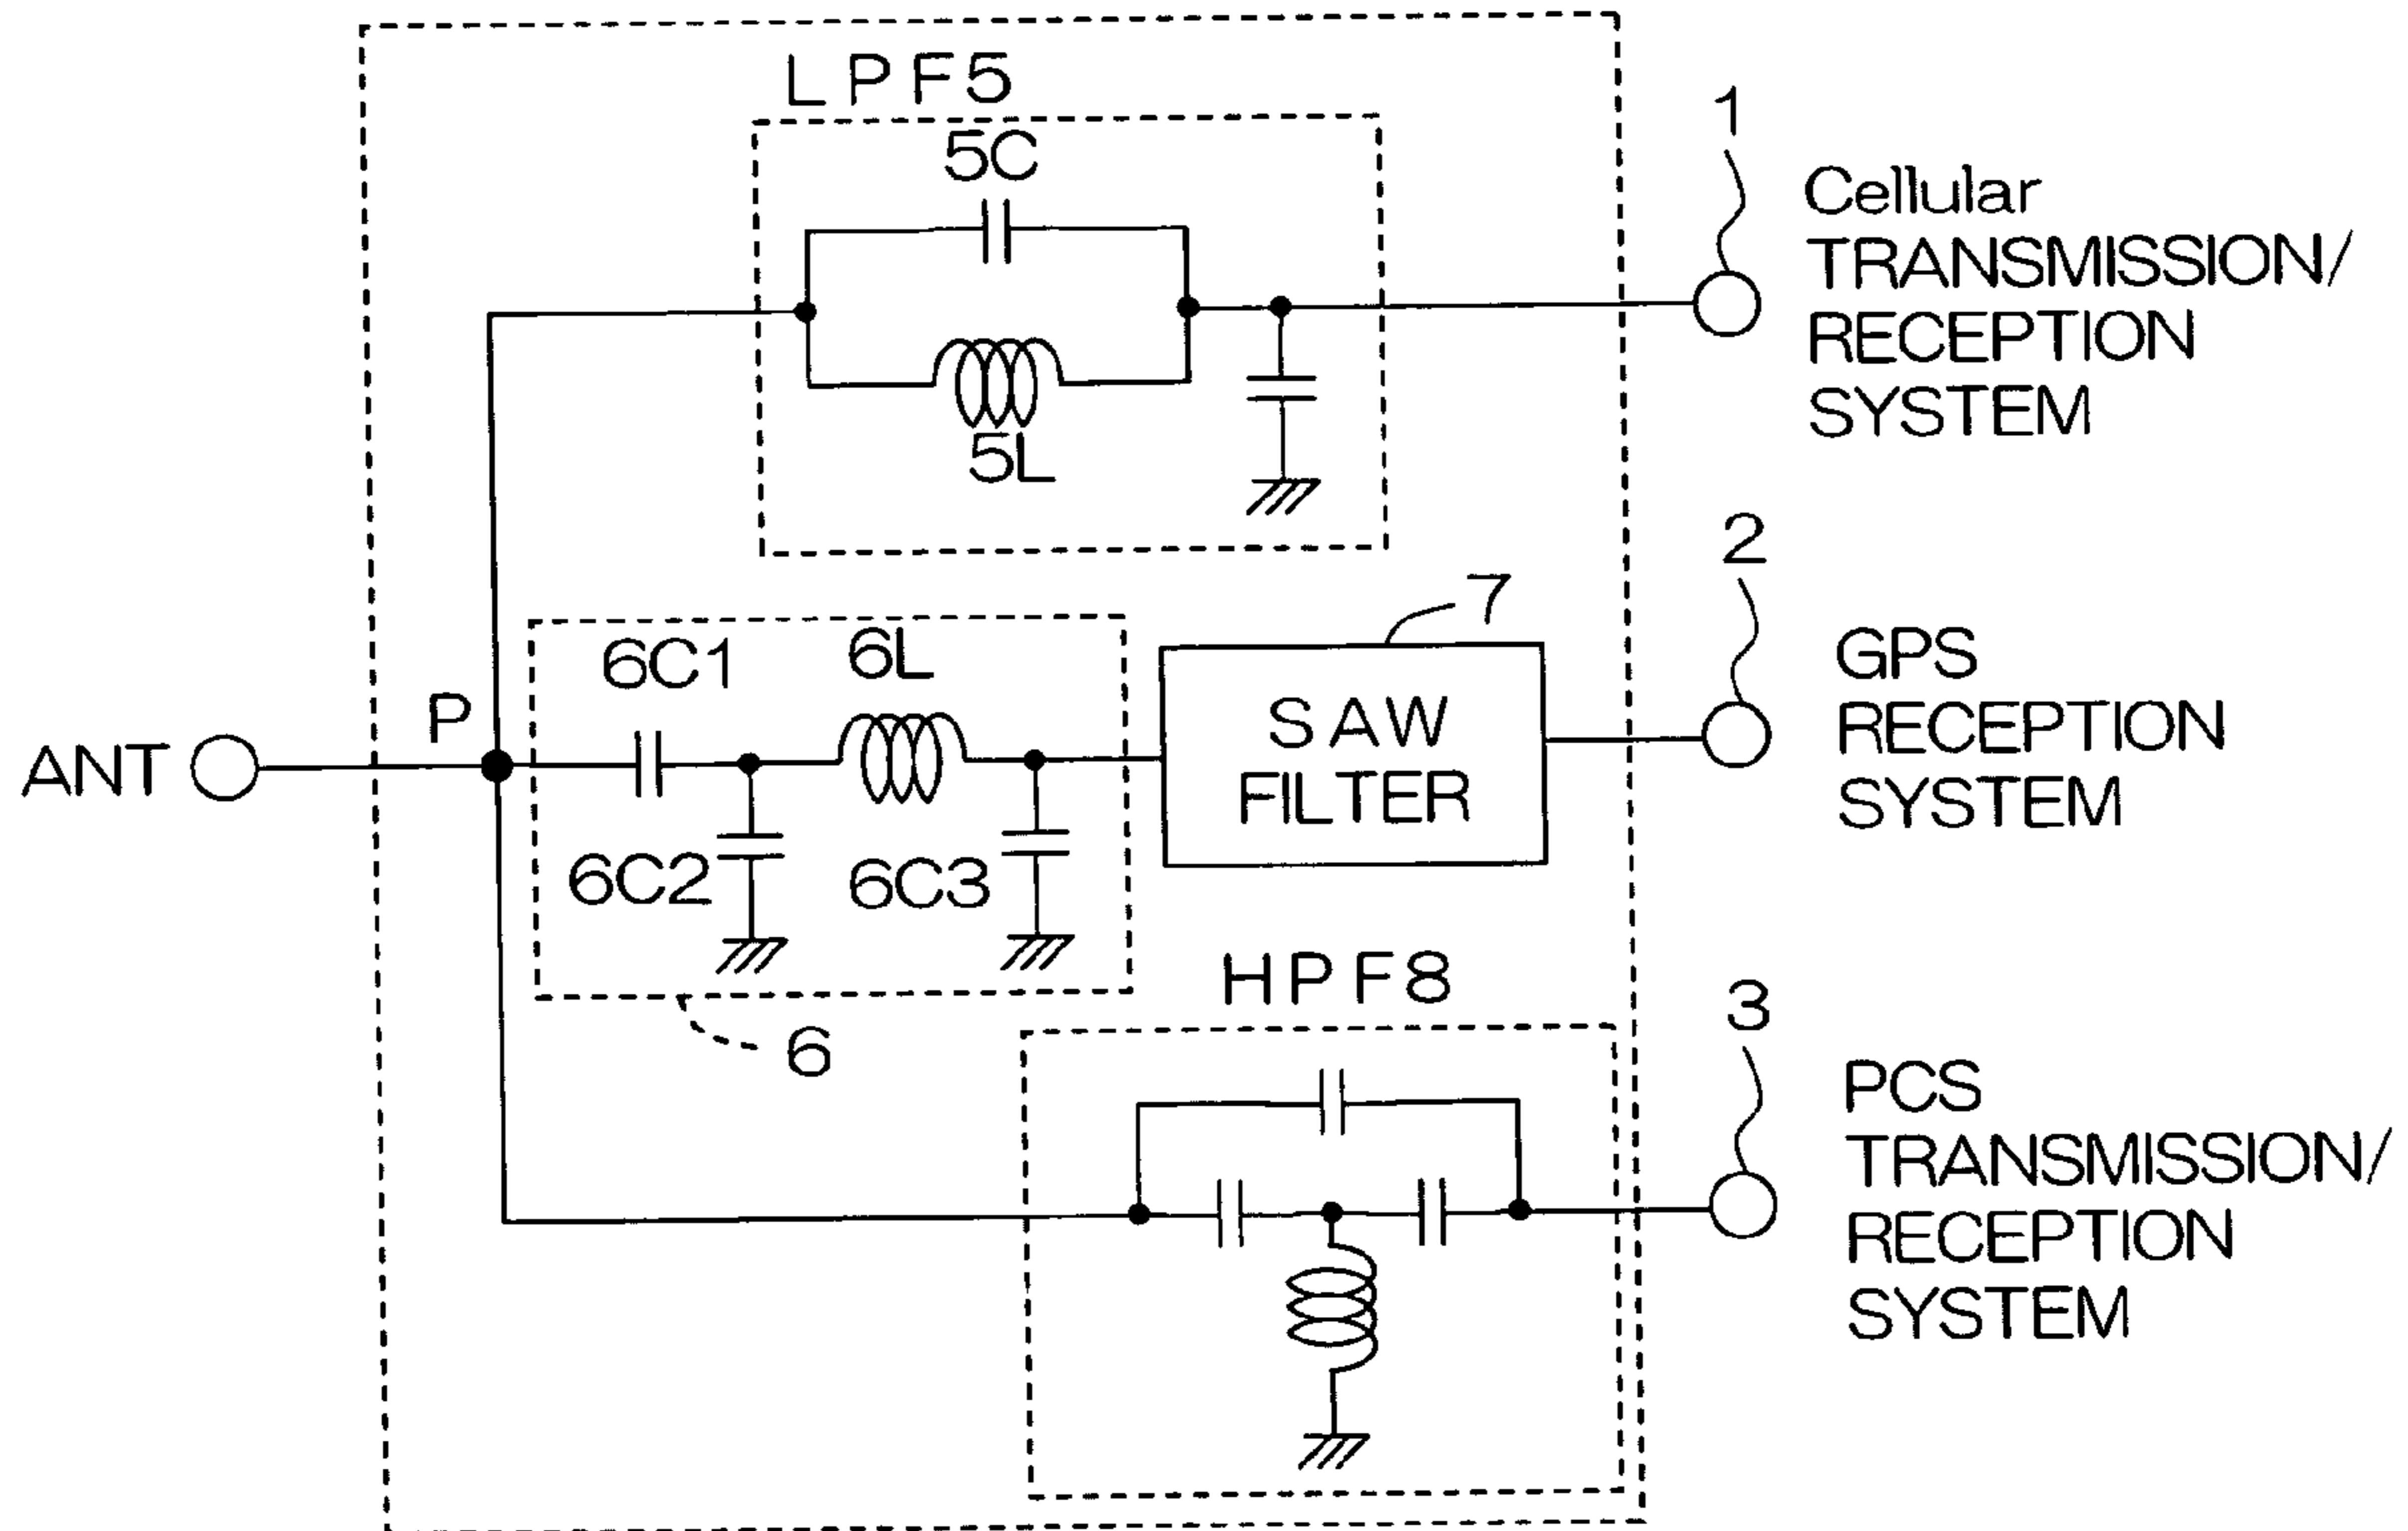 LPF5
5C
5L
1
Cellular
TRANSMISSION/
RECEPTION
SYSTEM
ANT
P
6C1
6L
6C2
6C3
6
7
SAW
FILTER
2
GPS
RECEPTION
SYSTEM
HPF8
3
PCS
TRANSMISSION/
RECEPTION
SYSTEM